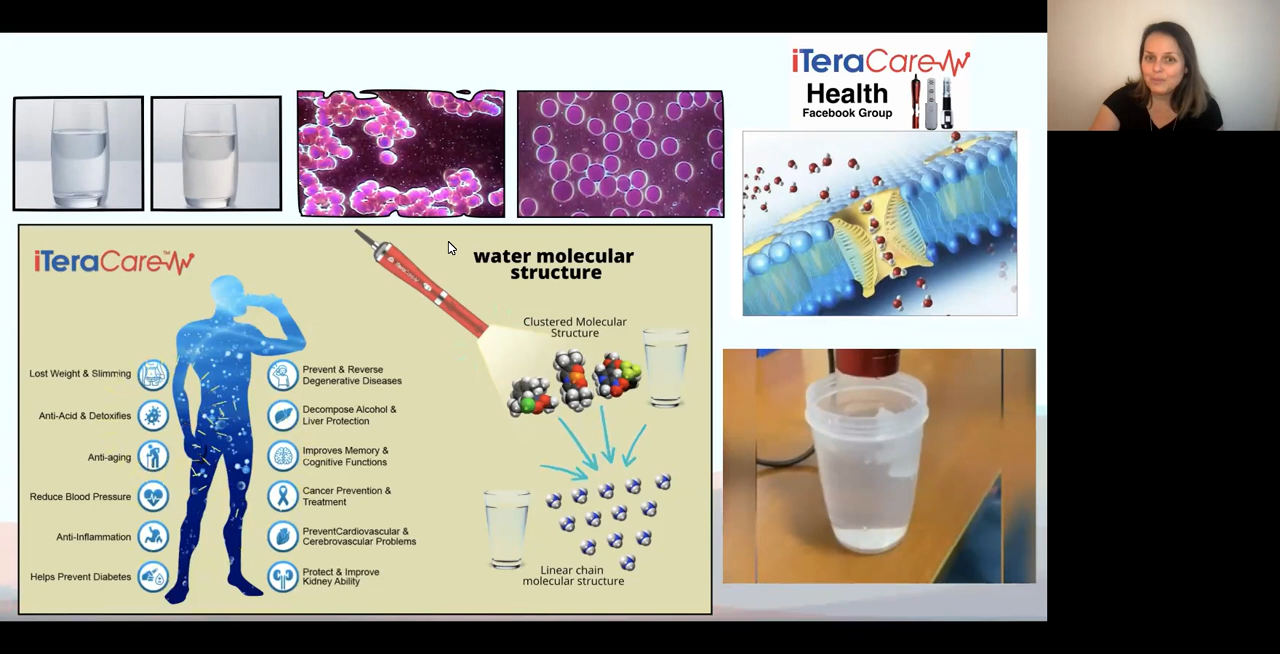 iTeraCare
Health
Facebook Group
iTeraCare™
water molecular
structure
Clustered Molecular
Structure
Lost Weight & Slimming
Anti-Acid & Detoxifies
Anti-aging
Reduce Blood Pressure
Anti-Inflammation
Helps Prevent Diabetes
Prevent & Reverse
Degenerative Diseases
Decompose Alcohol &
Liver Protection
Improves Memory &
Cognitive Functions
Cancer Prevention &
Treatment
PreventCardiovascular &
Cerebrovascular Problems
Protect & Improve
Kidney Ability
Linear chain
molecular structure